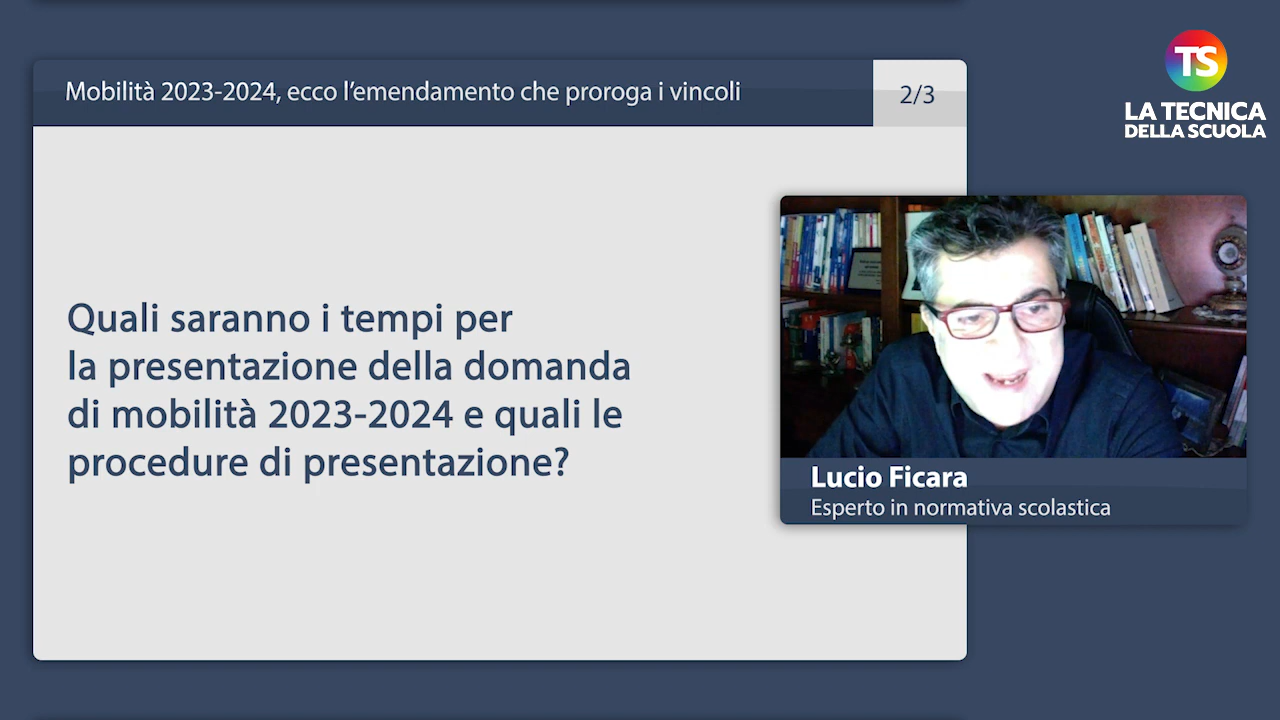 Mobilità 2023-2024, ecco l’emendamento che proroga i vincoli
2/3
TS
LA TECNICA
DELLA SCUOLA
Quali saranno i tempi per
la presentazione della domanda
di mobilità 2023-2024 e quali le
procedure di presentazione?
Lucio Ficara
Esperto in normativa scolastica